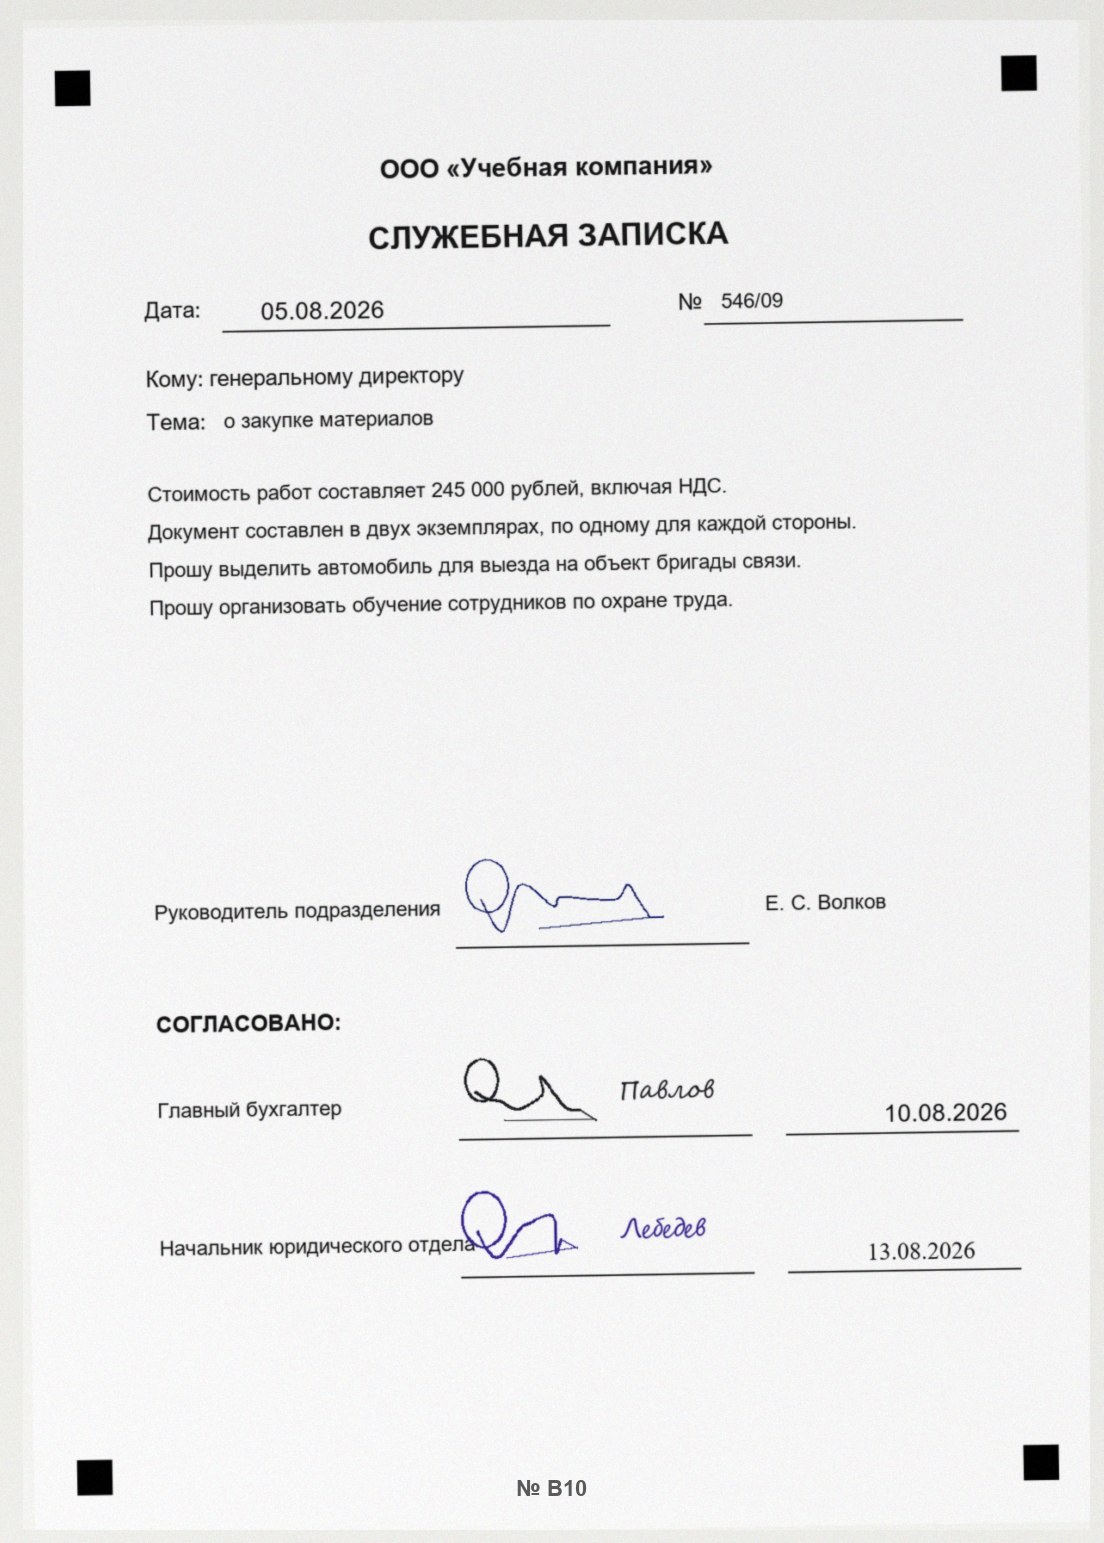 ООО «Учебная компания»
СЛУЖЕБНАЯ ЗАПИСКА
Дата: 05.08.2026 № 546/09
Кому: генеральному директору
Тема: о закупке материалов
Стоимость работ составляет 245 000 рублей, включая НДС.
Документ составлен в двух экземплярах, по одному для каждой стороны.
Прошу выделить автомобиль для выезда на объект бригады связи.
Прошу организовать обучение сотрудников по охране труда.
Руководитель подразделения Е. С. Волков
СОГЛАСОВАНО:
Главный бухгалтер Павлов 10.08.2026
Начальник юридического отдела Лебедев 13.08.2026
№ B10